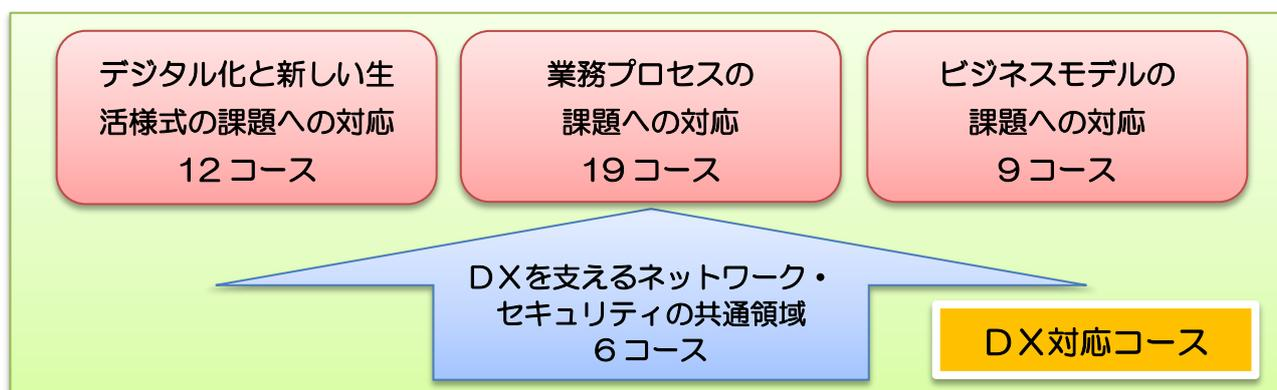 デジタル化と新しい生
活様式の課題への対応
12コース
業務プロセスの
課題への対応
19コース
ビジネスモデルの
課題への対応
9コース
DXを支えるネットワーク・
セキュリティの共通領域
6コース
DX対応コース